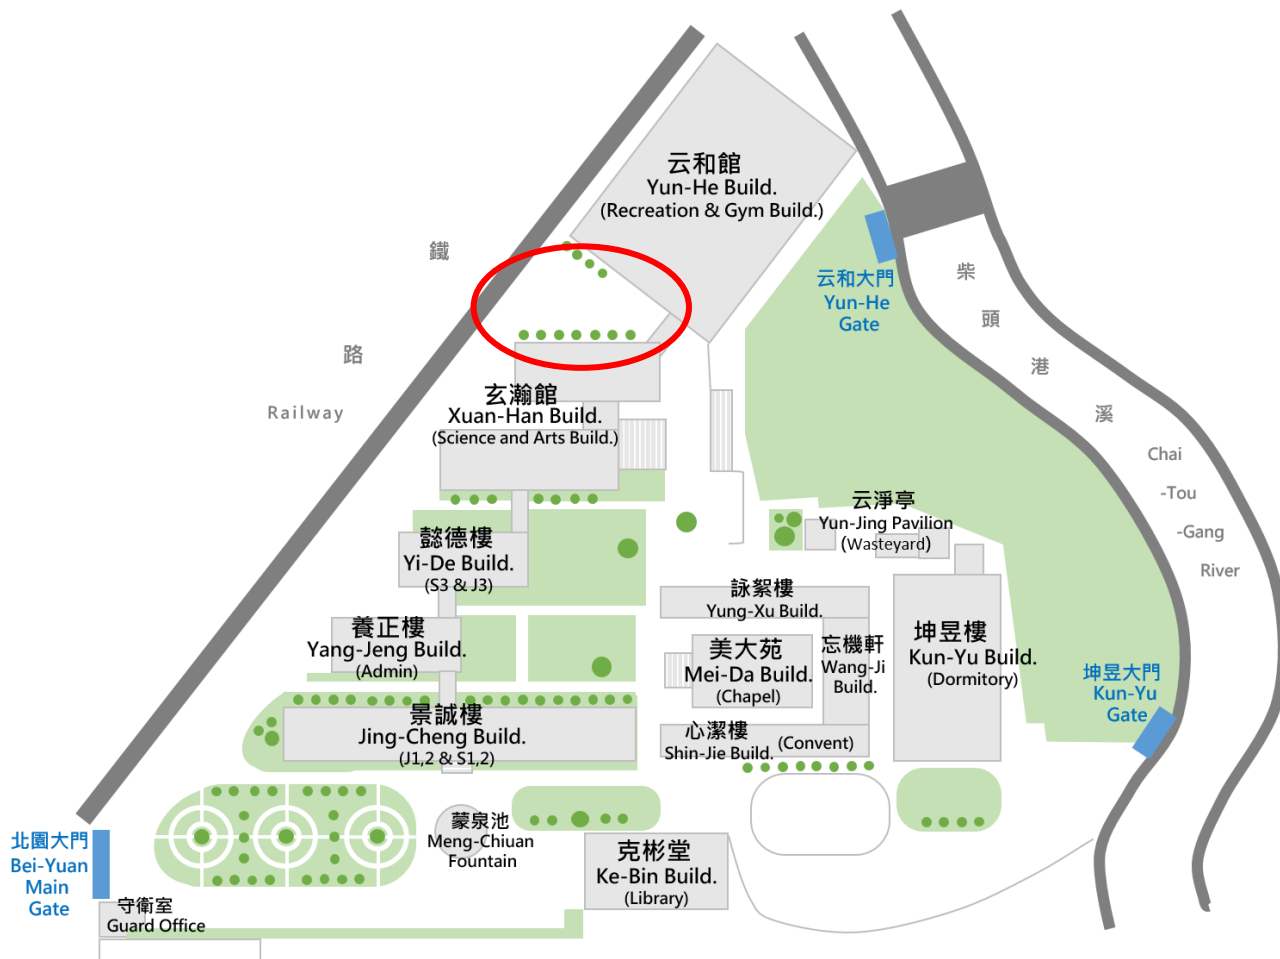 云和館
Yun-He Build.
(Recreation & Gym Build.)
鐵
路
Railway
云和大門
Yun-He
Gate
柴
頭
港
溪
Chai
-Tou
-Gang
River
玄瀚館
Xuan-Han Build.
(Science and Arts Build.)
云淨亭
Yun-Jing Pavilion
(Wasteyard)
懿德樓
Yi-De Build.
(S3 & J3)
詠絮樓
Yung-Xu Build.
養正樓
Yang-Jeng Build.
(Admin)
美大苑
Mei-Da Build.
(Chapel)
忘機軒
Wang-Ji
Build.
坤昱樓
Kun-Yu Build.
(Dormitory)
坤昱大門
Kun-Yu
Gate
景誠樓
Jing-Cheng Build.
(J1,2 & S1,2)
心潔樓
Shin-Jie Build.
(Convent)
北園大門
Bei-Yuan
Main
Gate
蒙泉池
Meng-Chiuan
Fountain
克彬堂
Ke-Bin Build.
(Library)
守衛室
Guard Office